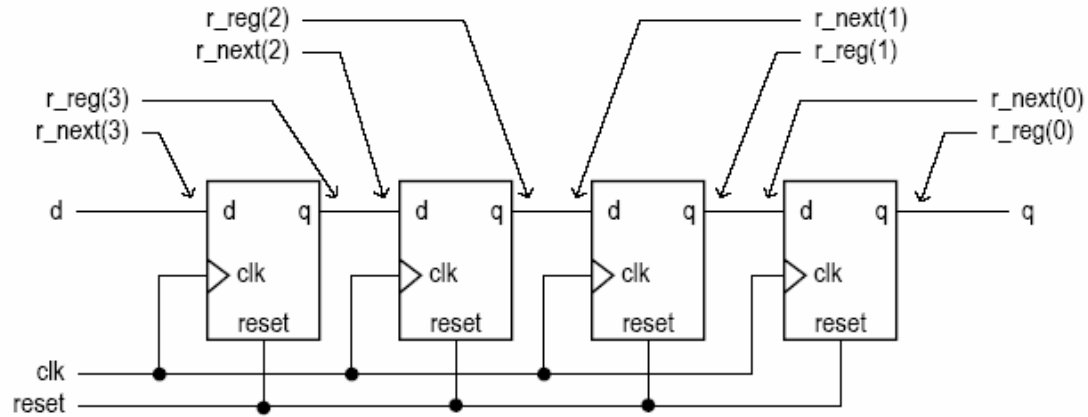 r_reg(2) r_next(1)
r_next(2) r_reg(1)
r_reg(3) r_next(0)
r_next(3) r_reg(0)
d d q d q d q d q q
clk clk clk clk
reset reset reset reset
clk
reset